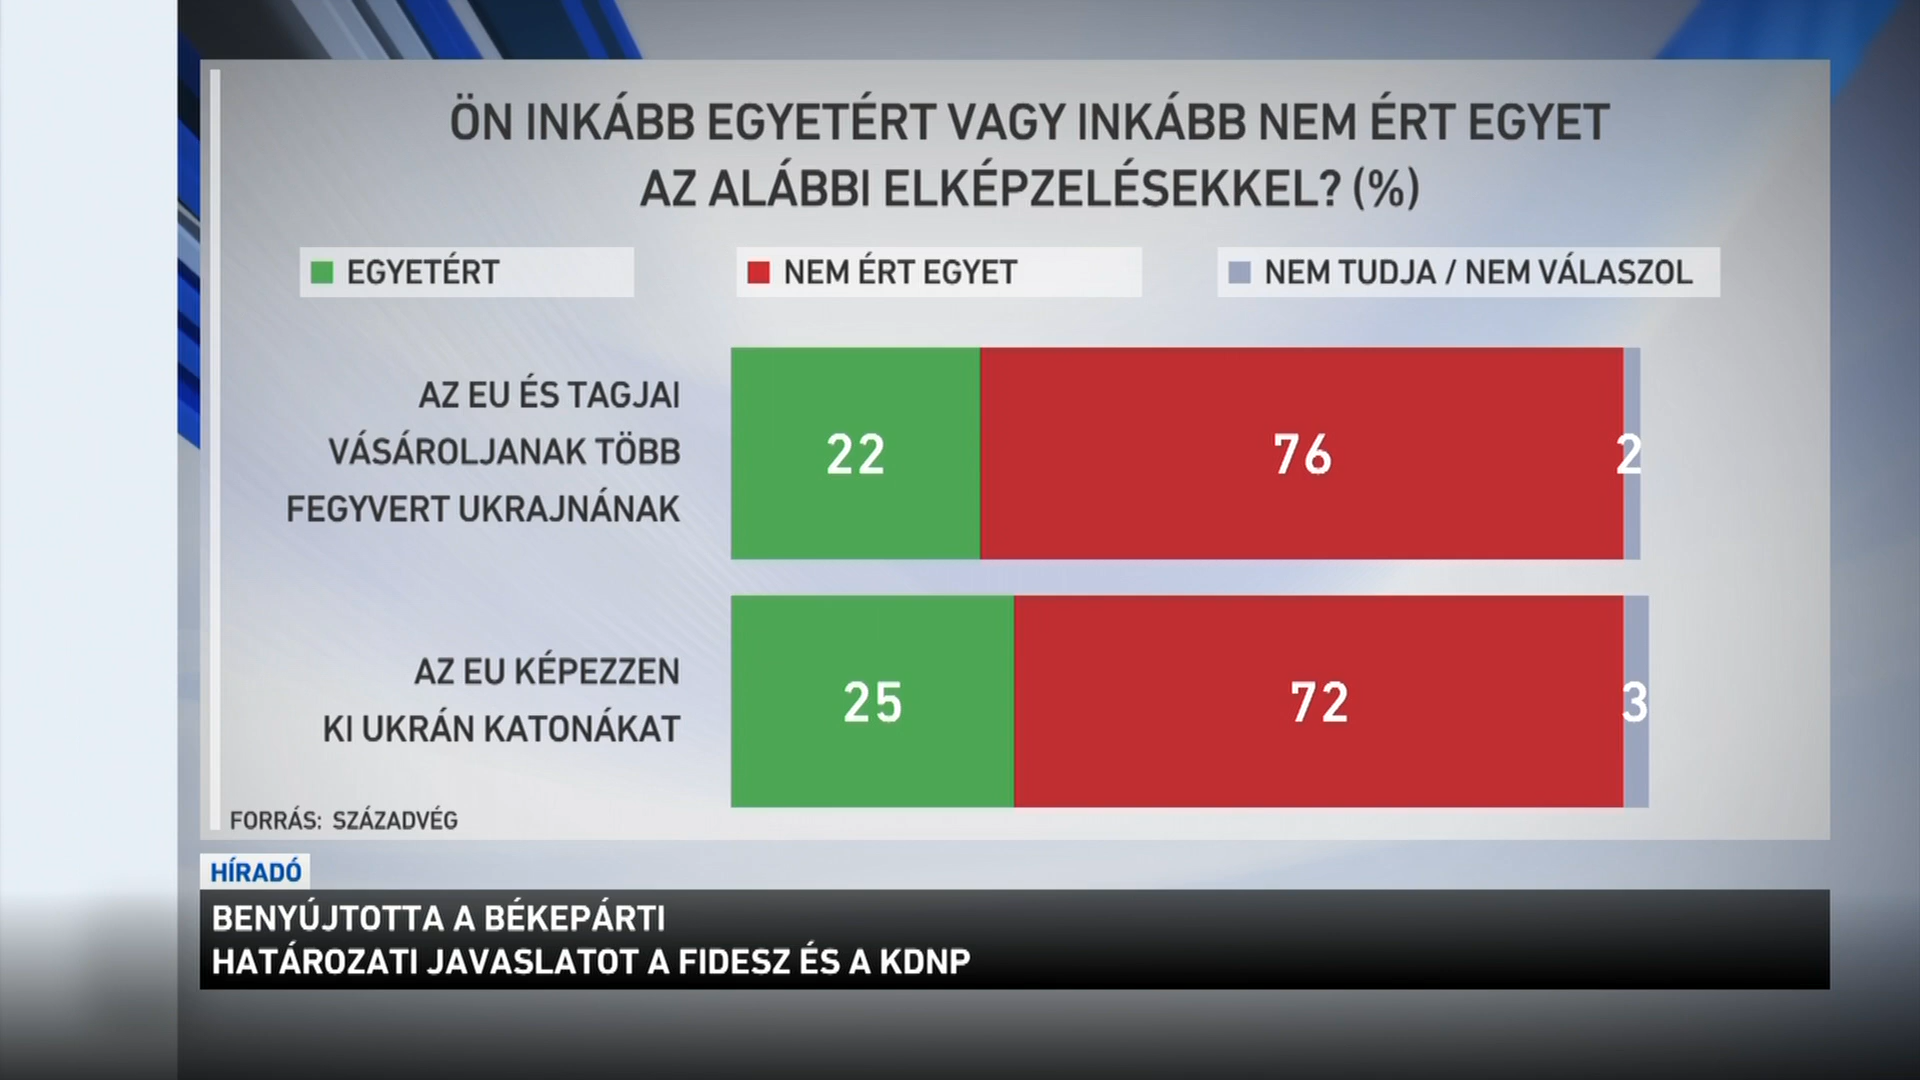 ÖN INKÁBB EGYETÉRT VAGY INKÁBB NEM ÉRT EGYET
AZ ALÁBBI ELKÉPZELÉSEKKEL? (%)
EGYETÉRT
NEM ÉRT EGYET
NEM TUDJA / NEM VÁLASZOL
AZ EU ÉS TAGJAI
VÁSÁROLJANAK TÖBB
FEGYVERT UKRAJNÁNAK
22
76
2
AZ EU KÉPEZZEN
KI UKRÁN KATONÁKAT
25
72
3
FORRÁS: SZÁZADVÉG
HÍRADÓ
BENYÚJTOTTA A BÉKEPÁRTI
HATÁROZATI JAVASLATOT A FIDESZ ÉS A KDNP